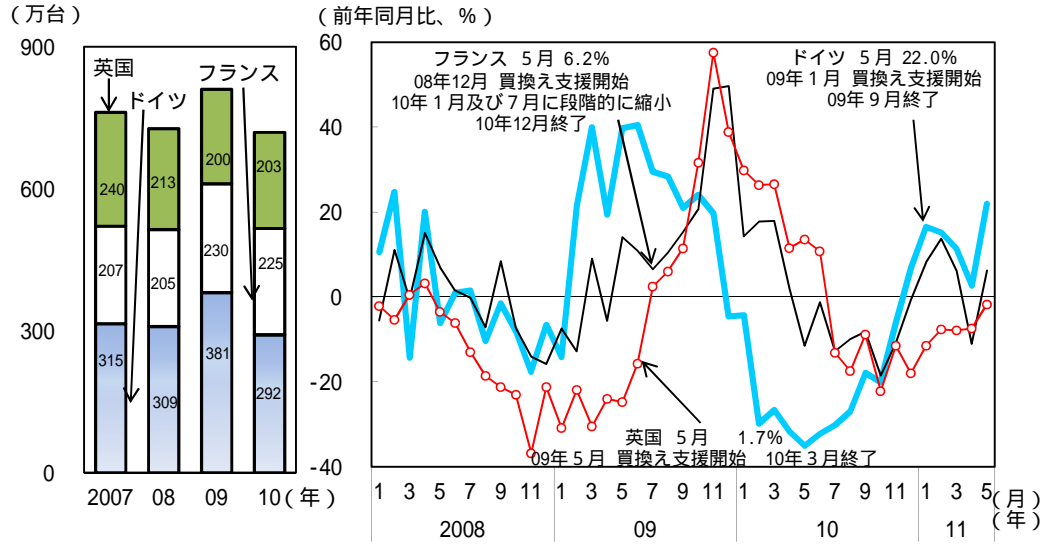 （万台）
900
600
300
0
英国
ドイツ
フランス
240
207
315
213
205
309
200
230
381
203
225
292
2007 08 09 10（年）
（前年同月比、％）
60
40
20
0
-20
-40
フランス 5月 6.2%
08年12月 買換え支援開始
10年1月及び7月に段階的に縮小
10年12月終了
ドイツ 5月 22.0%
09年1月 買換え支援開始
09年9月終了
英国 5月 1.7%
09年5月 買換え支援開始 10年3月終了
1 3 5 7 9 11 1 3 5 7 9 11 1 3 5 7 9 11 1 3 5（月）
2008 09 10 11（年）